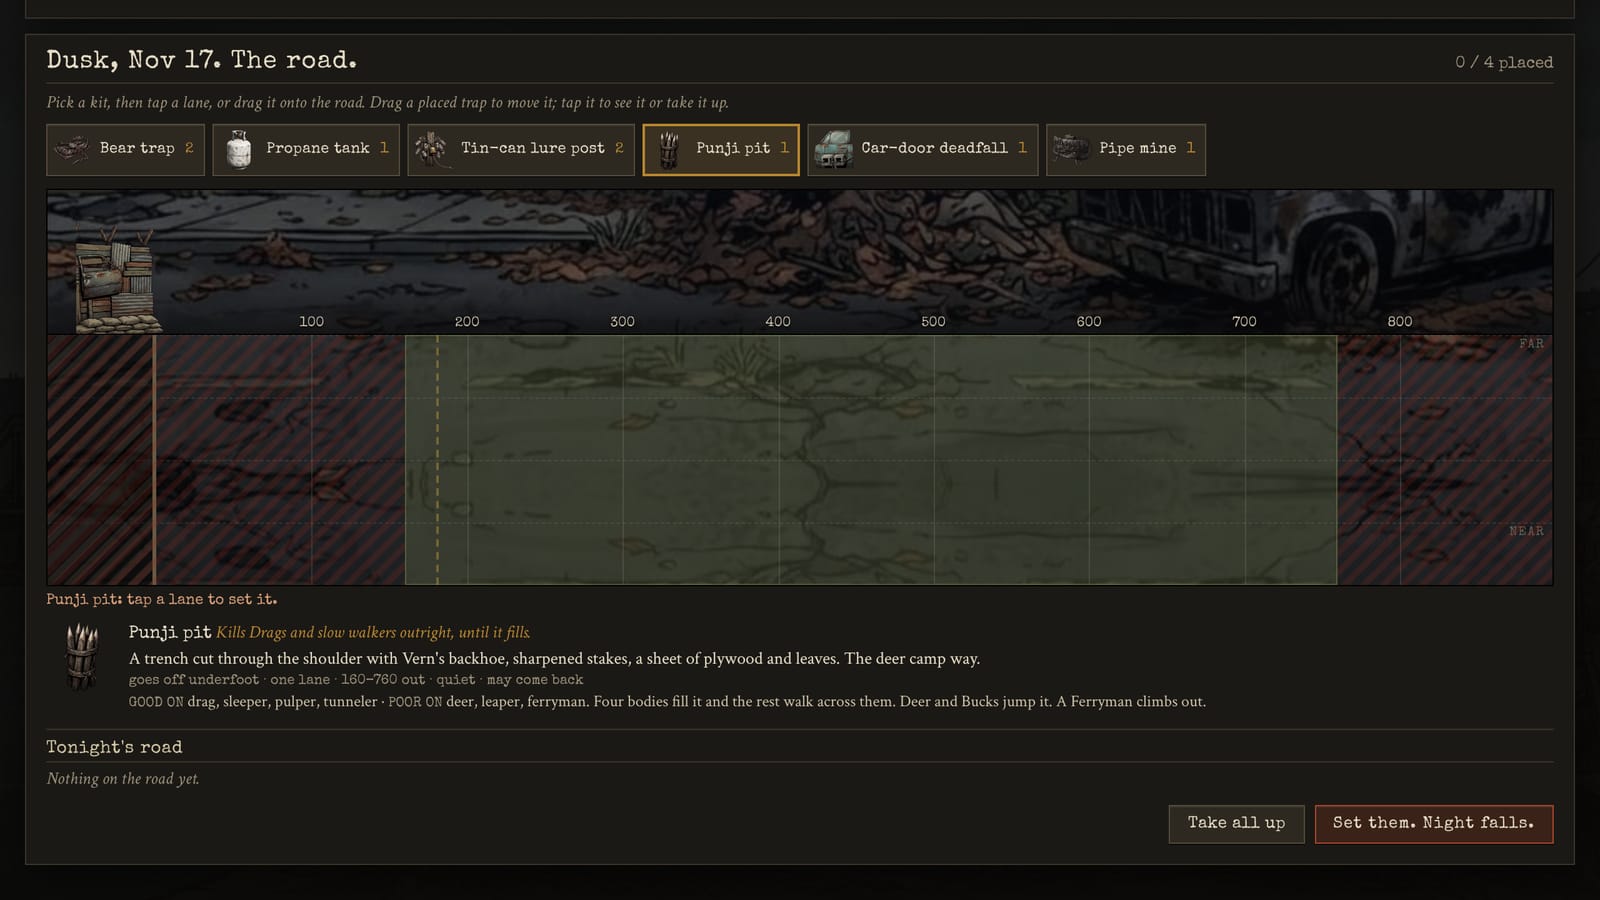 Dusk, Nov 17. The road.
0 / 4 placed
Pick a kit, then tap a lane, or drag it onto the road. Drag a placed trap to move it; tap it to see it or take it up.
Bear trap 2
Propane tank 1
Tin-can lure post 2
Punji pit 1
Car-door deadfall 1
Pipe mine 1
100 200 300 400 500 600 700 800
FAR
NEAR
Punji pit: tap a lane to set it.
Punji pit Kills Drags and slow walkers outright, until it fills.
A trench cut through the shoulder with Vern's backhoe, sharpened stakes, a sheet of plywood and leaves. The deer camp way.
goes off underfoot · one lane · 160–760 out · quiet · may come back
GOOD ON drag, sleeper, pulper, tunneler · POOR ON deer, leaper, ferryman. Four bodies fill it and the rest walk across them. Deer and Bucks jump it. A Ferryman climbs out.
Tonight's road
Nothing on the road yet.
Take all up
Set them. Night falls.